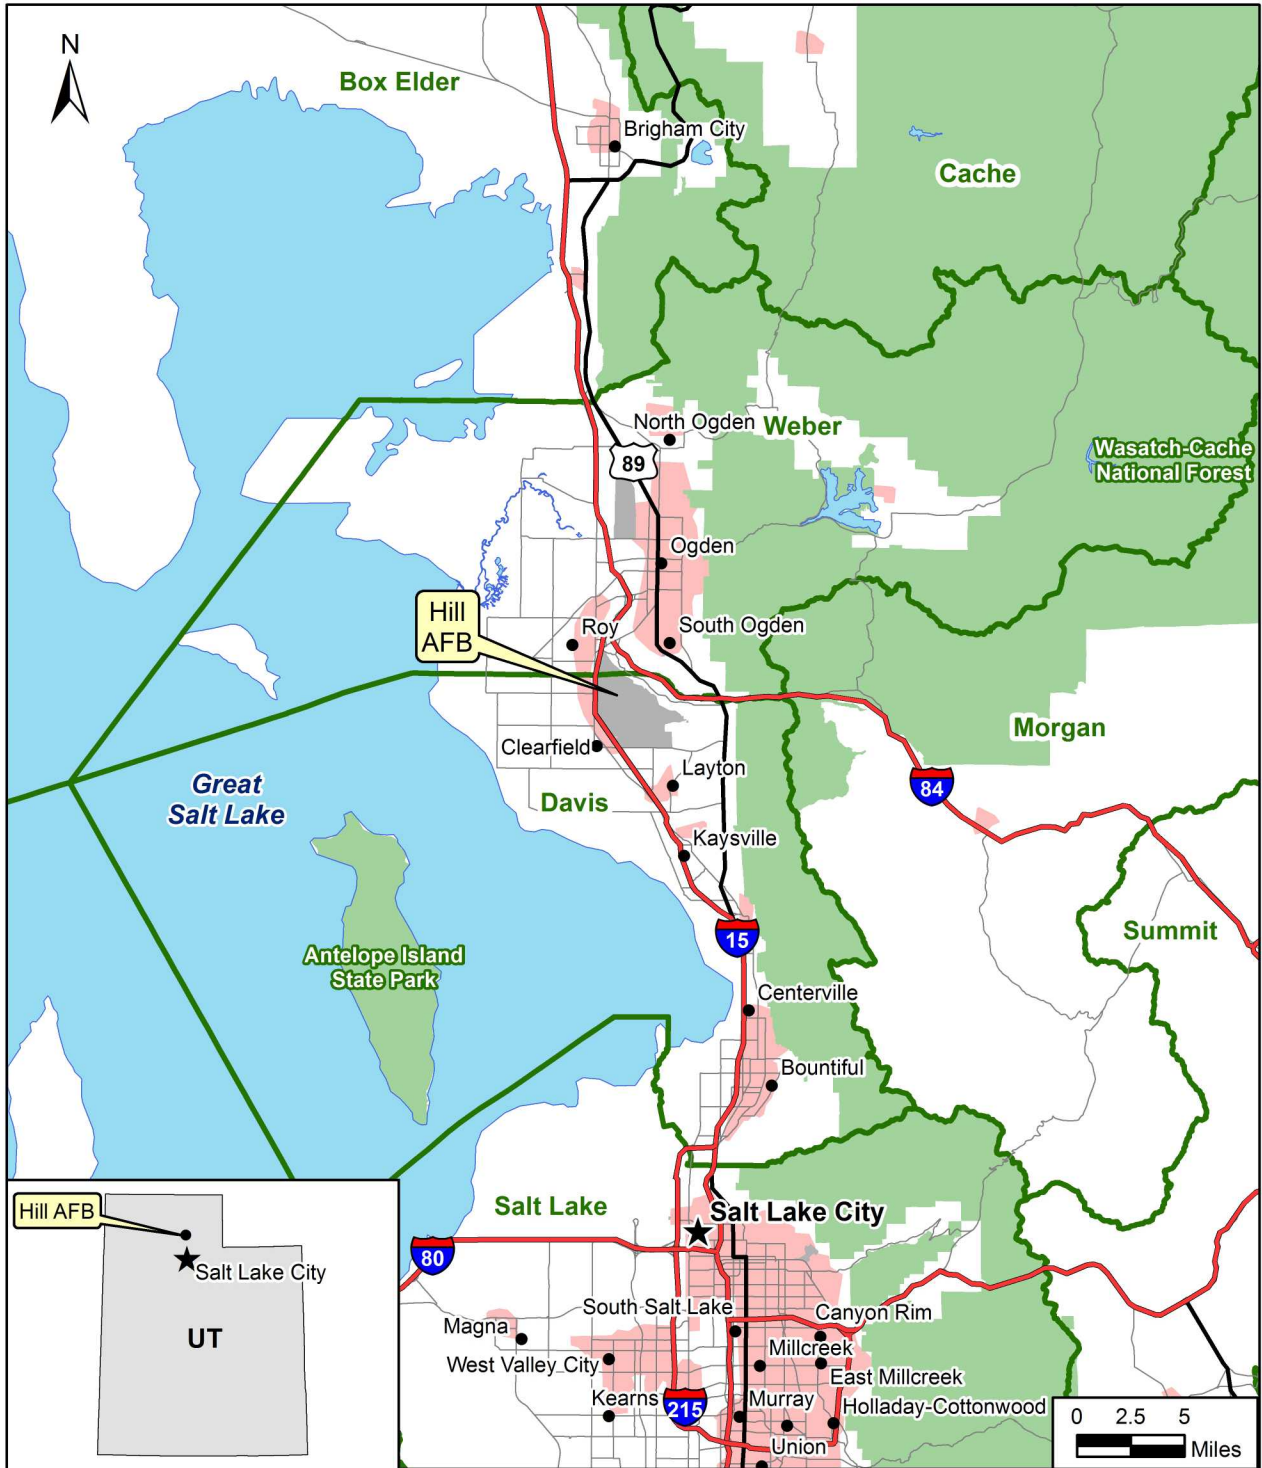 N
Box Elder
Brigham City
Cache
North Ogden
Weber
Wasatch-Cache
National Forest
89
Ogden
Hill
AFB
Roy
South Ogden
Morgan
Clearfield
Layton
84
Great
Salt Lake
Davis
Kaysville
Summit
15
Antelope Island
State Park
Centerville
Bountiful
Salt Lake
Salt Lake City
80
Hill AFB
Salt Lake City
UT
South Salt Lake
Canyon Rim
Magna
Millcreek
West Valley City
East Millcreek
Kearns
215
Murray
Holladay-Cottonwood
Union
0 2.5 5
Miles